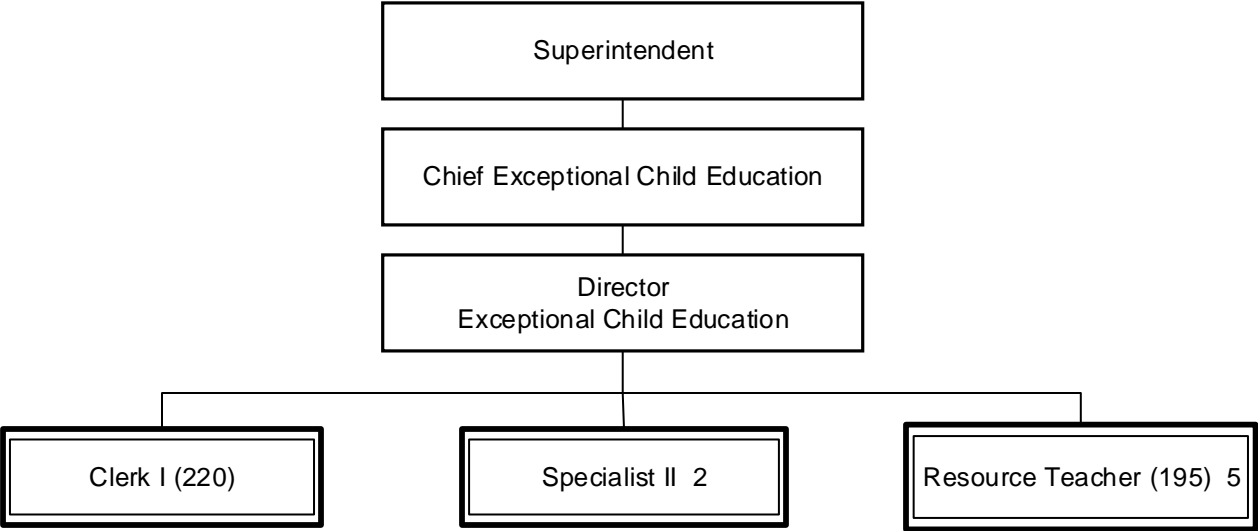 Superintendent
Chief Exceptional Child Education
Director
Exceptional Child Education
Clerk I (220)
Specialist II  2
Resource Teacher (195)  5